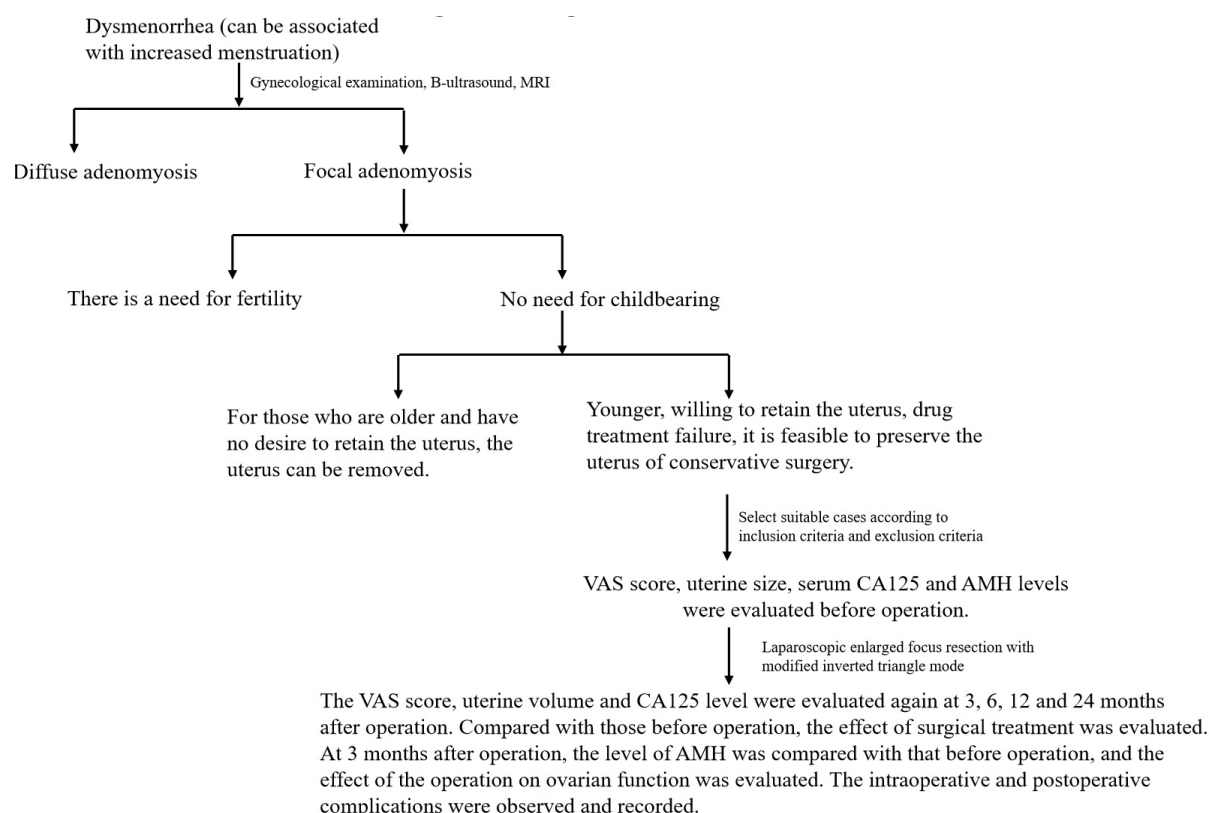 Dysmenorrhea (can be associated
with increased menstruation)
Gynecological examination, B-ultrasound, MRI
Diffuse adenomyosis
Focal adenomyosis
There is a need for fertility
No need for childbearing
For those who are older and have
no desire to retain the uterus, the
uterus can be removed.
Younger, willing to retain the uterus, drug
treatment failure, it is feasible to preserve the
uterus of conservative surgery.
Select suitable cases according to
inclusion criteria and exclusion criteria
VAS score, uterine size, serum CA125 and AMH levels
were evaluated before operation.
Laparoscopic enlarged focus resection with
modified inverted triangle mode
The VAS score, uterine volume and CA125 level were evaluated again at 3, 6, 12 and 24 months
after operation. Compared with those before operation, the effect of surgical treatment was evaluated.
At 3 months after operation, the level of AMH was compared with that before operation, and the
effect of the operation on ovarian function was evaluated. The intraoperative and postoperative
complications were observed and recorded.